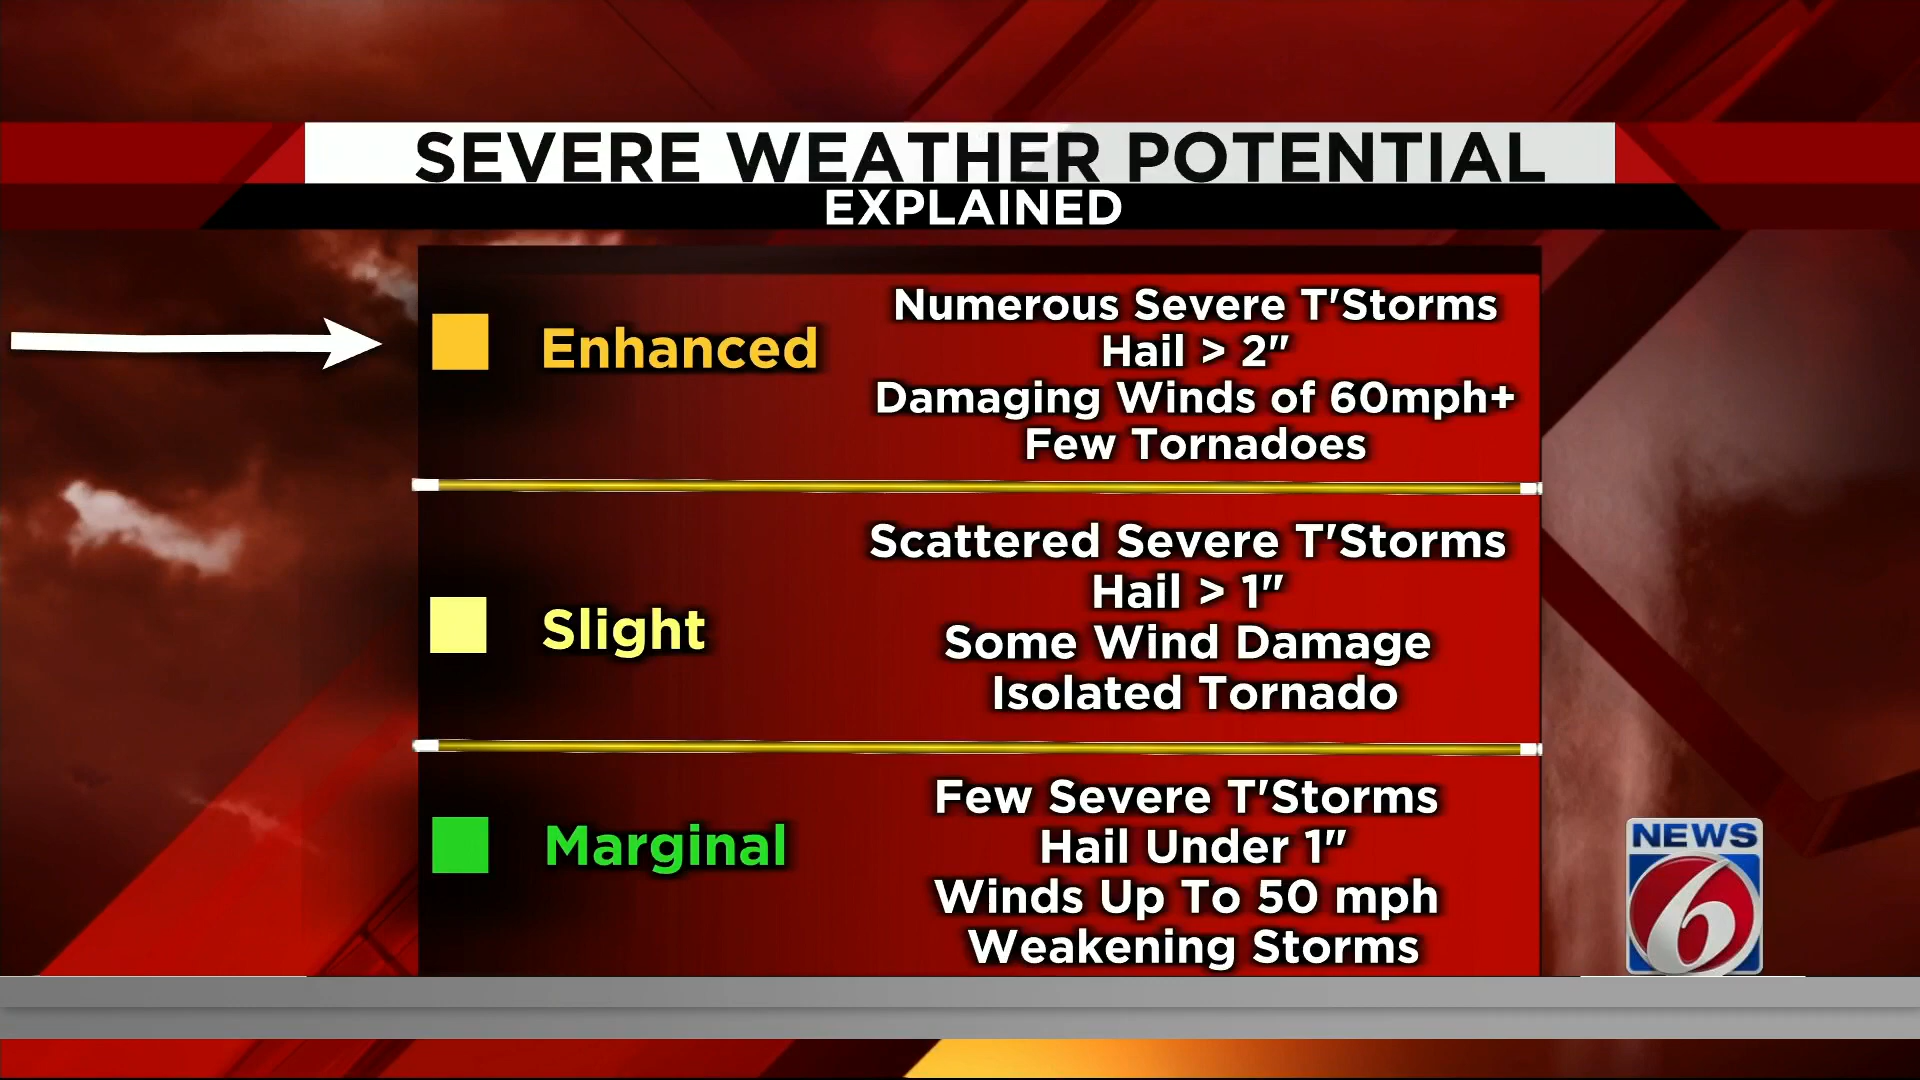 SEVERE WEATHER POTENTIAL
EXPLAINED
Enhanced
Numerous Severe T'Storms
Hail > 2"
Damaging Winds of 60mph+
Few Tornadoes
Slight
Scattered Severe T'Storms
Hail > 1"
Some Wind Damage
Isolated Tornado
Marginal
Few Severe T'Storms
Hail Under 1"
Winds Up To 50 mph
Weakening Storms
NEWS
6